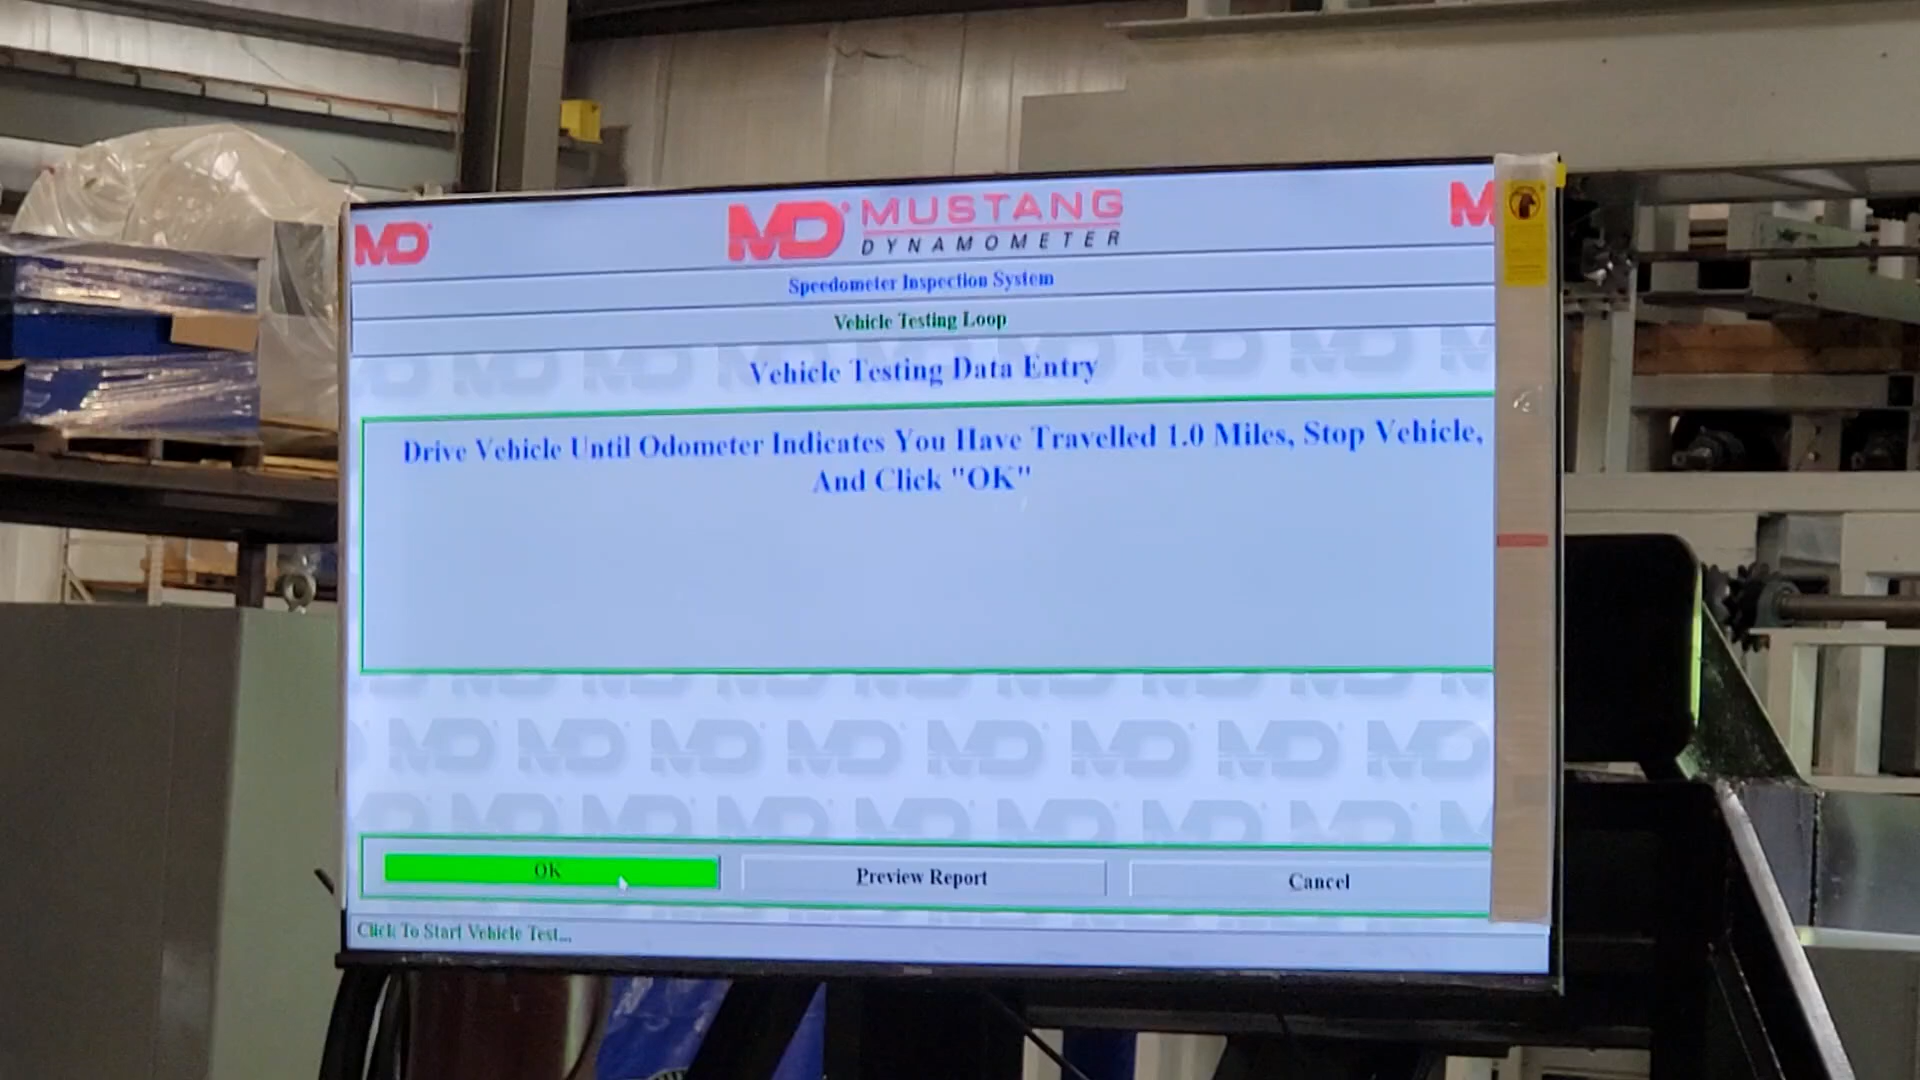 MD MD MUSTANG M
DYNAMOMETER
Speedometer Inspection System
Vehicle Testing Loop
Vehicle Testing Data Entry
Drive Vehicle Until Odometer Indicates You Have Travelled 1.0 Miles, Stop Vehicle,
And Click "OK"
OK Preview Report Cancel
Click To Start Vehicle Test...